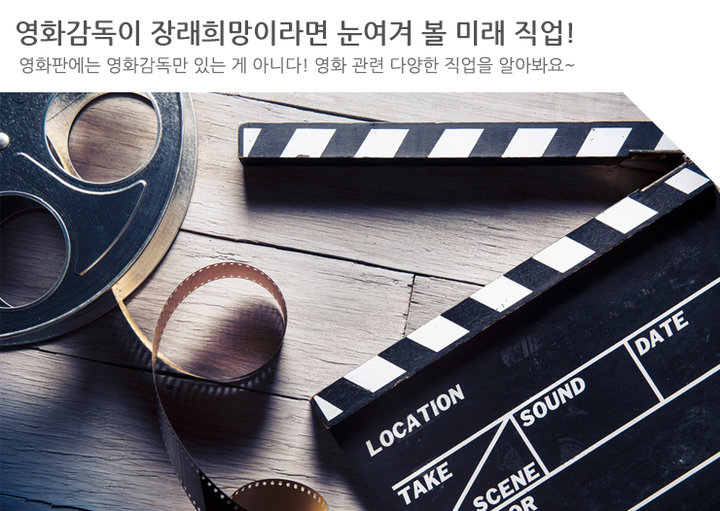 영화감독이 장래희망이라면 눈여겨 볼 미래 직업!
영화판에는 영화감독만 있는 게 아니다! 영화 관련 다양한 직업을 알아봐요~
DATE
SOUND
LOCATION
TAKE
SCENE